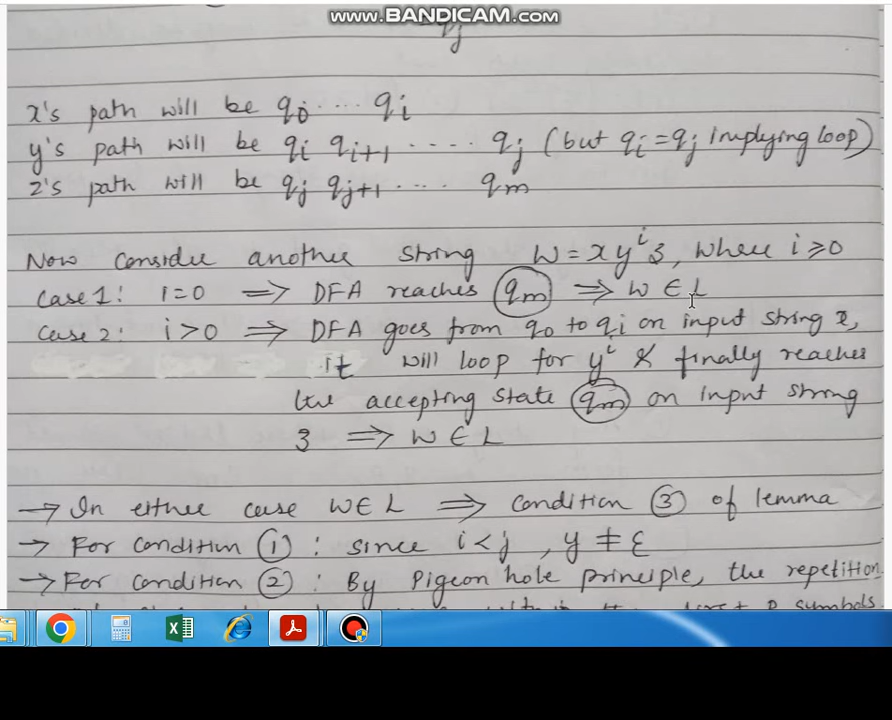 www.BANDICAM.com
x's path will be q0 ... qi
y's path will be qi qi+1 .... qj (but qi = qj implying loop)
z's path will be qj qj+1 .... qm
Now consider another string W = x y^i z, where i ≥ 0
Case 1: i = 0 ⟹ DFA reaches qm ⟹ W ∈ L
Case 2: i > 0 ⟹ DFA goes from q0 to qi on input string x,
it will loop for y^i & finally reaches
the accepting state qm on input string
z ⟹ W ∈ L
→ In either case W ∈ L ⟹ condition ③ of lemma
→ For condition ① : since i < j , y ≠ ε
→ For condition ② : By Pigeon hole principle, the repetition
symbols